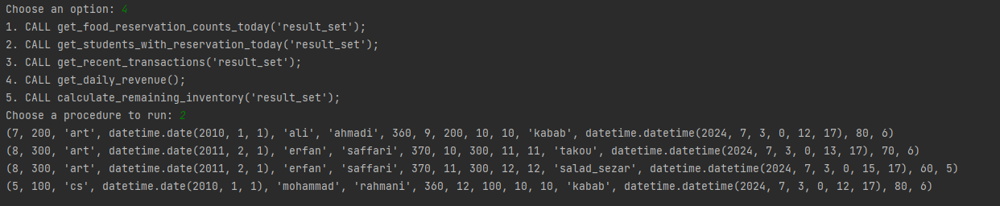 Choose an option: 4
1. CALL get_food_reservation_counts_today('result_set');
2. CALL get_students_with_reservation_today('result_set');
3. CALL get_recent_transactions('result_set');
4. CALL get_daily_revenue();
5. CALL calculate_remaining_inventory('result_set');
Choose a procedure to run: 2
(7, 200, 'art', datetime.date(2010, 1, 1), 'ali', 'ahmadi', 360, 9, 200, 10, 10, 'kabab', datetime.datetime(2024, 7, 3, 0, 12, 17), 80, 6)
(8, 300, 'art', datetime.date(2011, 2, 1), 'erfan', 'saffari', 370, 10, 300, 11, 11, 'takou', datetime.datetime(2024, 7, 3, 0, 13, 17), 70, 6)
(8, 300, 'art', datetime.date(2011, 2, 1), 'erfan', 'saffari', 370, 11, 300, 12, 12, 'salad_sezar', datetime.datetime(2024, 7, 3, 0, 15, 17), 60, 5)
(5, 100, 'cs', datetime.date(2010, 1, 1), 'mohammad', 'rahmani', 360, 12, 100, 10, 10, 'kabab', datetime.datetime(2024, 7, 3, 0, 12, 17), 80, 6)